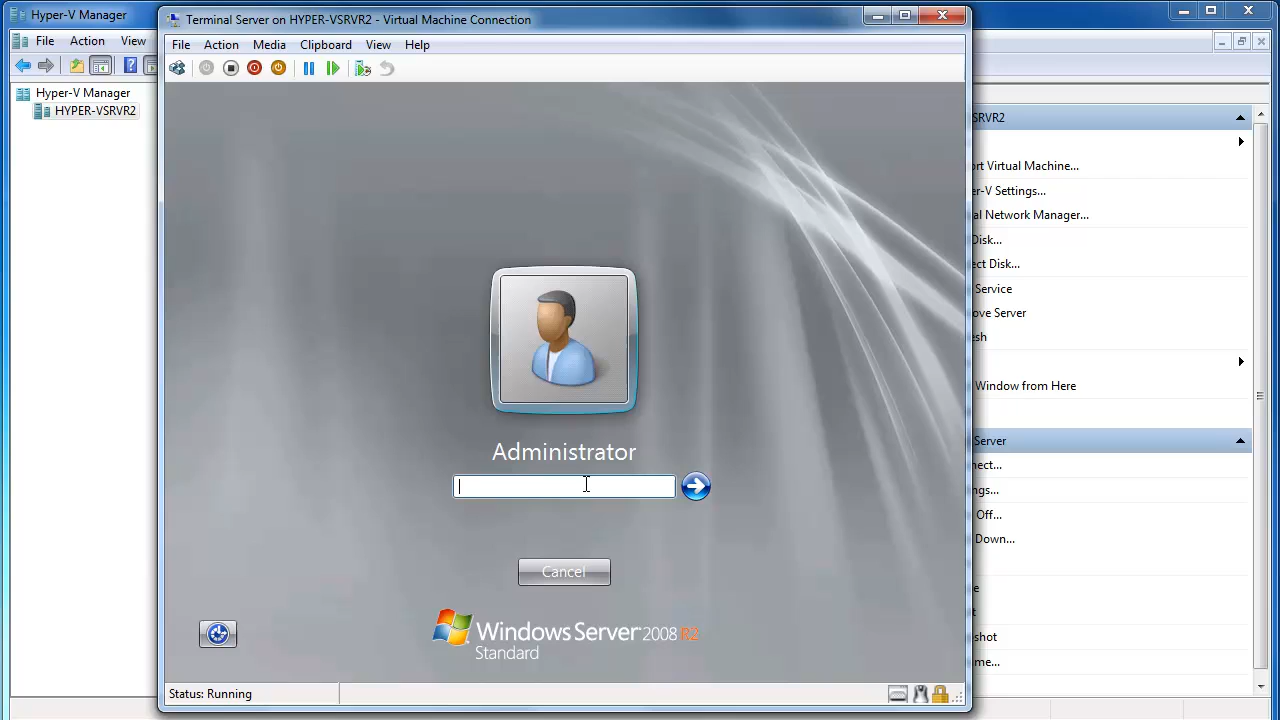 Hyper-V Manager
File Action View
Hyper-V Manager
HYPER-VSRVR2
Terminal Server on HYPER-VSRVR2 - Virtual Machine Connection
File Action Media Clipboard View Help
Administrator
Cancel
Windows Server 2008 R2
Standard
Status: Running
SRVR2
ort Virtual Machine...
er-V Settings...
al Network Manager...
Disk...
ect Disk...
Service
ove Server
esh
Window from Here
Server
nect...
ngs...
Off...
Down...
e
t
shot
me...